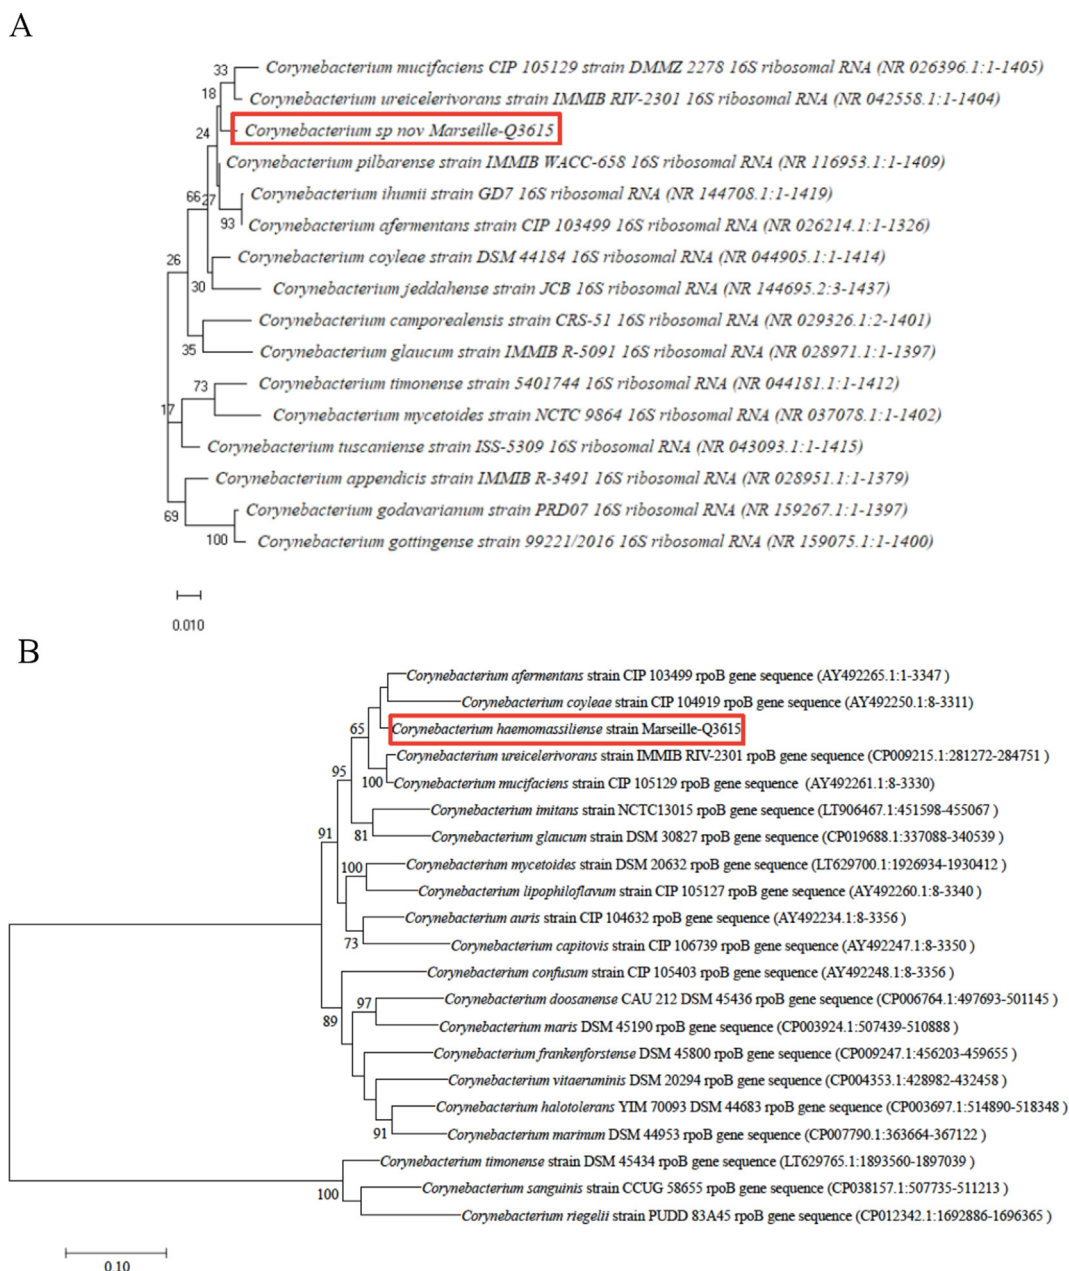 A
33
Corynebacterium mucifaciens CIP 105129 strain DMMZ 2278 16S ribosomal RNA (NR 026396.1:1-1405)
18
Corynebacterium ureicelerivorans strain IMMIB RIV-2301 16S ribosomal RNA (NR 042558.1:1-1404)
24
Corynebacterium sp nov Marseille-Q3615
Corynebacterium pilbarense strain IMMIB WACC-658 16S ribosomal RNA (NR 116953.1:1-1409)
66
27
Corynebacterium ihumii strain GD7 16S ribosomal RNA (NR 144708.1:1-1419)
93
Corynebacterium afermentans strain CIP 103499 16S ribosomal RNA (NR 026214.1:1-1326)
26
Corynebacterium coyleae strain DSM 44184 16S ribosomal RNA (NR 044905.1:1-1414)
30
Corynebacterium jeddahense strain JCB 16S ribosomal RNA (NR 144695.2:3-1437)
Corynebacterium camporealensis strain CRS-51 16S ribosomal RNA (NR 029326.1:2-1401)
35
Corynebacterium glaucum strain IMMIB R-5091 16S ribosomal RNA (NR 028971.1:1-1397)
73
Corynebacterium timonense strain 5401744 16S ribosomal RNA (NR 044181.1:1-1412)
17
Corynebacterium mycetoides strain NCTC 9864 16S ribosomal RNA (NR 037078.1:1-1402)
Corynebacterium tuscaniense strain ISS-5309 16S ribosomal RNA (NR 043093.1:1-1415)
Corynebacterium appendicis strain IMMIB R-3491 16S ribosomal RNA (NR 028951.1:1-1379)
69
Corynebacterium godavarianum strain PRD07 16S ribosomal RNA (NR 159267.1:1-1397)
100
Corynebacterium gottingense strain 99221/2016 16S ribosomal RNA (NR 159075.1:1-1400)
0.010
B
Corynebacterium afermentans strain CIP 103499 rpoB gene sequence (AY492265.1:1-3347 )
Corynebacterium coyleae strain CIP 104919 rpoB gene sequence (AY492250.1:8-3311)
65
Corynebacterium haemomassiliense strain Marseille-Q3615
Corynebacterium ureicelerivorans strain IMMIB RIV-2301 rpoB gene sequence (CP009215.1:281272-284751 )
95
100
Corynebacterium mucifaciens strain CIP 105129 rpoB gene sequence (AY492261.1:8-3330)
Corynebacterium imitans strain NCTC13015 rpoB gene sequence (LT906467.1:451598-455067 )
91
81
Corynebacterium glaucum strain DSM 30827 rpoB gene sequence (CP019688.1:337088-340539 )
100
Corynebacterium mycetoides strain DSM 20632 rpoB gene sequence (LT629700.1:1926934-1930412 )
Corynebacterium lipophiloflavum strain CIP 105127 rpoB gene sequence (AY492260.1:8-3340 )
Corynebacterium auris strain CIP 104632 rpoB gene sequence (AY492234.1:8-3356 )
73
Corynebacterium capitovis strain CIP 106739 rpoB gene sequence (AY492247.1:8-3350 )
Corynebacterium confusum strain CIP 105403 rpoB gene sequence (AY492248.1:8-3356 )
97
Corynebacterium doosanense CAU 212 DSM 45436 rpoB gene sequence (CP006764.1:497693-501145 )
89
Corynebacterium maris DSM 45190 rpoB gene sequence (CP003924.1:507439-510888 )
Corynebacterium frankenforstense DSM 45800 rpoB gene sequence (CP009247.1:456203-459655 )
Corynebacterium vitaeruminis DSM 20294 rpoB gene sequence (CP004353.1:428982-432458 )
Corynebacterium halotolerans YIM 70093 DSM 44683 rpoB gene sequence (CP003697.1:514890-518348 )
91
Corynebacterium marinum DSM 44953 rpoB gene sequence (CP007790.1:363664-367122 )
Corynebacterium timonense strain DSM 45434 rpoB gene sequence (LT629765.1:1893560-1897039 )
100
Corynebacterium sanguinis strain CCUG 58655 rpoB gene sequence (CP038157.1:507735-511213 )
Corynebacterium riegelii strain PUDD 83A45 rpoB gene sequence (CP012342.1:1692886-1696365 )
0.10